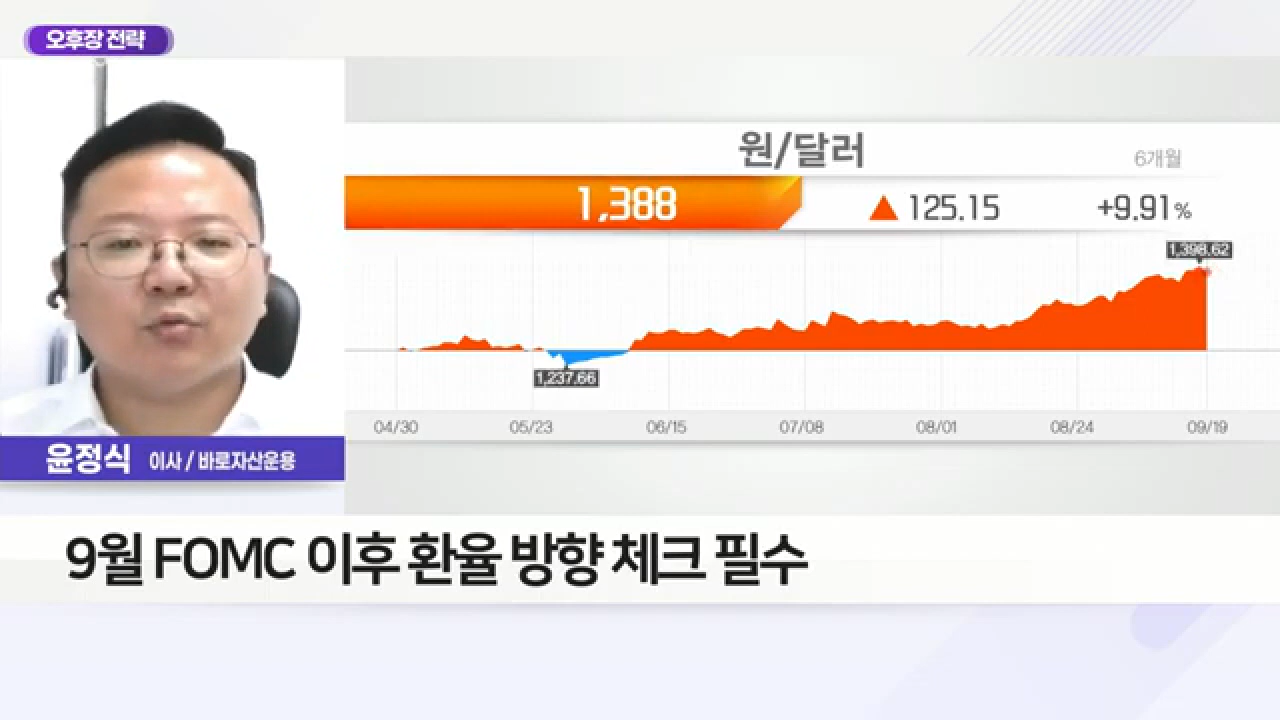 오후장 전략
원/달러
6개월
1,388 ▲ 125.15 +9.91%
1,398.62
1,237.66
04/30 05/23 06/15 07/08 08/01 08/24 09/19
윤정식 이사 / 바로자산운용
9월 FOMC 이후 환율 방향 체크 필수